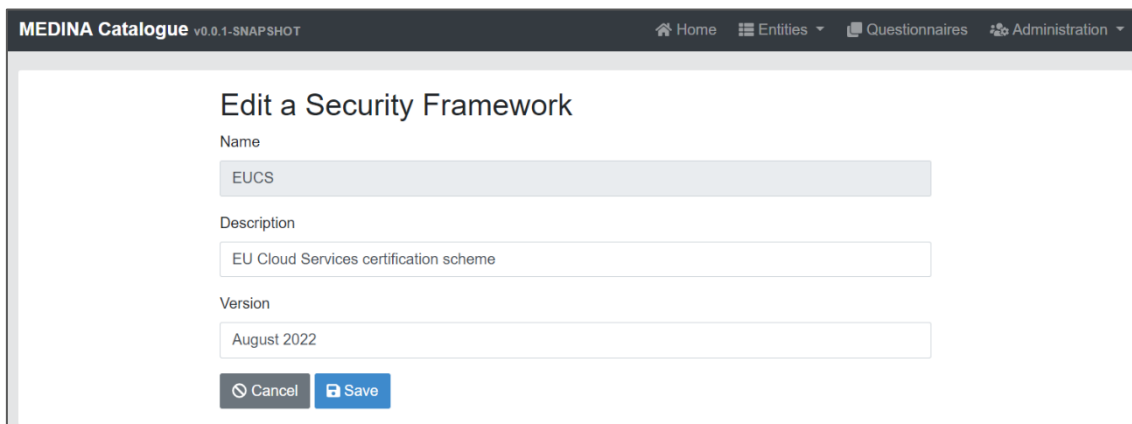 MEDINA Catalogue v0.0.1-SNAPSHOT Home Entities Questionnaires Administration
Edit a Security Framework
Name
EUCS
Description
EU Cloud Services certification scheme
Version
August 2022
Cancel Save